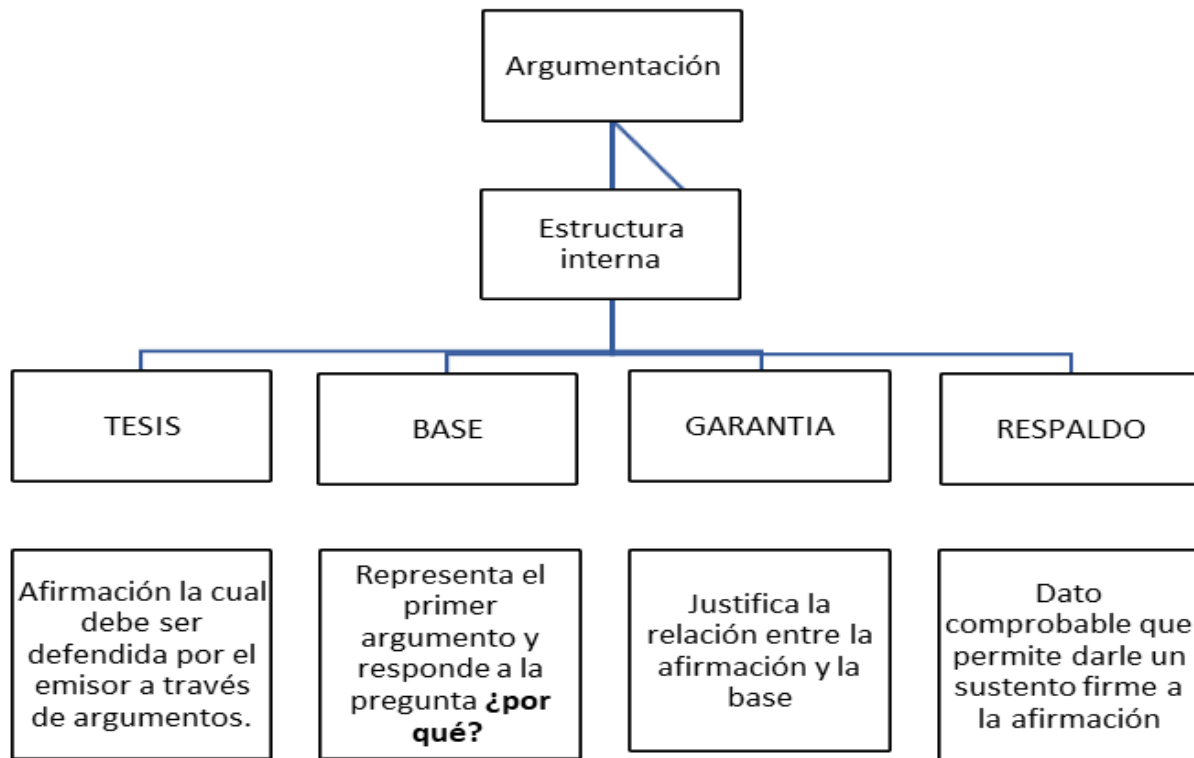 Argumentación
Estructura
interna
TESIS
BASE
GARANTIA
RESPALDO
Afirmación la cual
debe ser
defendida por el
emisor a través
de argumentos.
Representa el
primer
argumento y
responde a la
pregunta ¿por
qué?
Justifica la
relación entre la
afirmación y la
base
Dato
comprobable que
permite darle un
sustento firme a
la afirmación